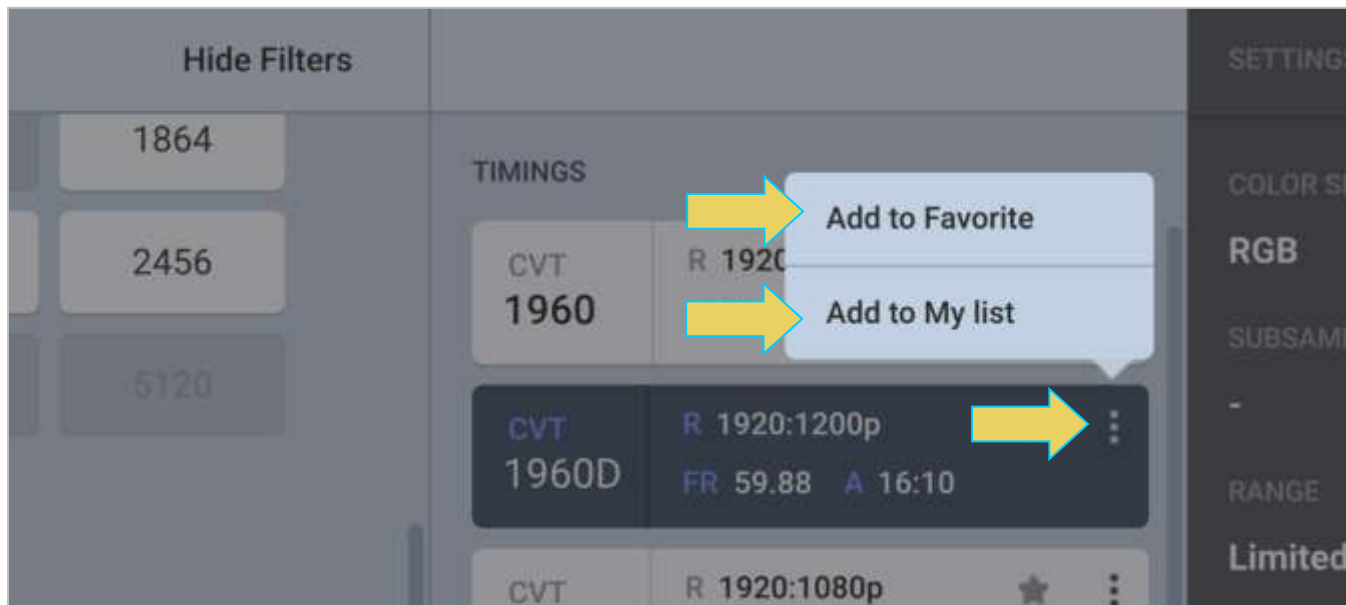 Hide Filters
SETTINGS
1864
2456
5120
TIMINGS
CVT
1960
R 1920
Add to Favorite
Add to My list
CVT
1960D
R 1920:1200p
FR 59.88 A 16:10
CVT
R 1920:1080p
COLOR S
RGB
SUBSAM
-
RANGE
Limited